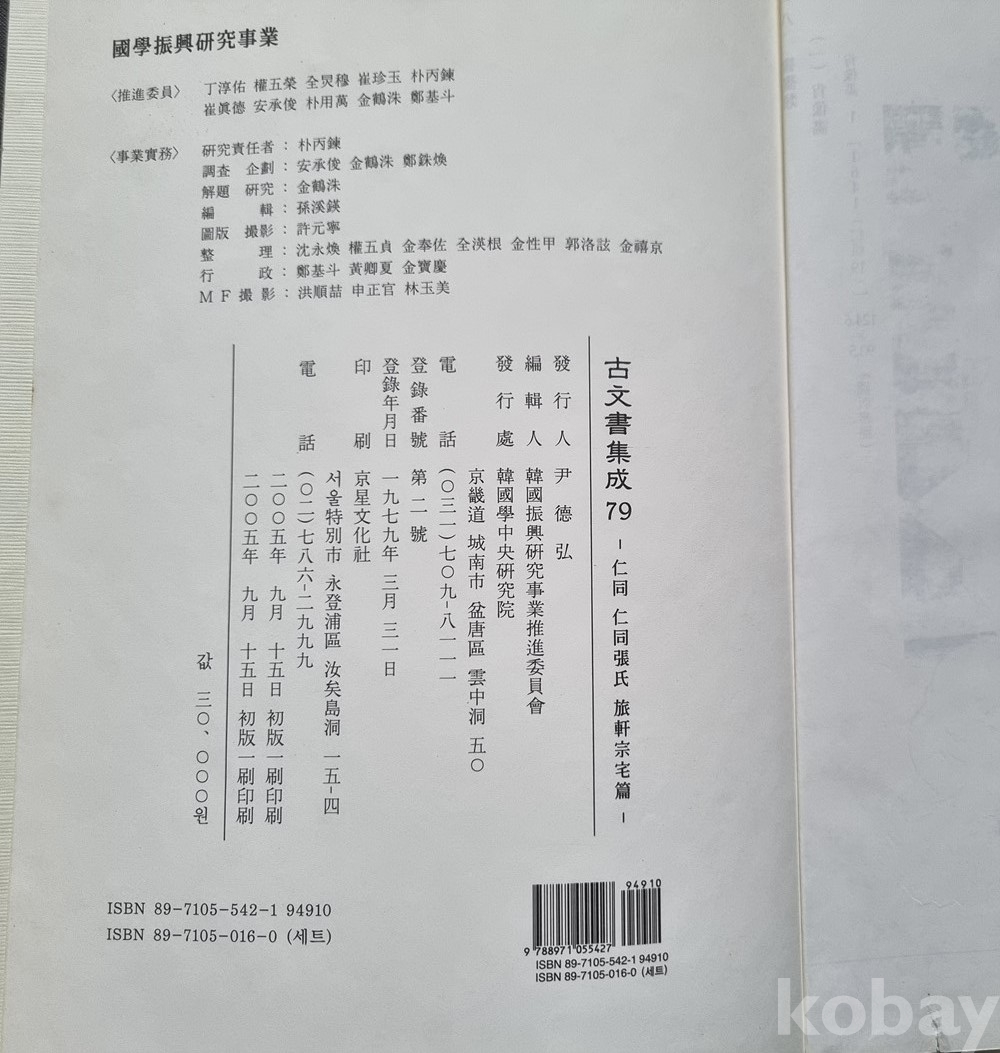 國學振興硏究事業
〈推進委員〉 丁淳佑 權五榮 全炅穆 崔珍玉 朴丙鍊
崔眞德 安承俊 朴用萬 金鶴洙 鄭基斗
〈事業實務〉 硏究責任者 : 朴丙鍊
調査 企劃 : 安承俊 金鶴洙 鄭銖煥
解題 硏究 : 金鶴洙
編 輯 : 孫溪鍈
圖版 撮影 : 許元寧
整 理 : 沈永煥 權五貞 金奉佐 全渶根 金性甲 郭洛訟 金禧京
行 政 : 鄭基斗 黃卿夏 金寶慶
M F 撮 影 : 洪順喆 申正官 林玉美
古文書集成 79 - 仁同 仁同張氏 旅軒宗宅篇 -
發行人 尹德弘
編輯人 韓國振興硏究事業推進委員會
發行處 韓國學中央硏究院
京畿道 城南市 盆唐區 雲中洞 五〇
電話 (〇三一)七〇九-八一一一
登錄番號 第二號
登錄年月日 一九七九年 三月 三一日
印刷 京星文化社
서울特別市 永登浦區 汝矣島洞 一五-四
電話 (〇二)七八六-二九九九
二〇〇五年 九月 十五日 初版一刷印刷
二〇〇五年 九月 十五日 初版一刷印刷
값 三〇,〇〇〇원
ISBN 89-7105-542-1 94910
ISBN 89-7105-016-0 (세트)
94910
9 788971 055427
ISBN 89-7105-542-1 94910
ISBN 89-7105-016-0 (세트)
kobay